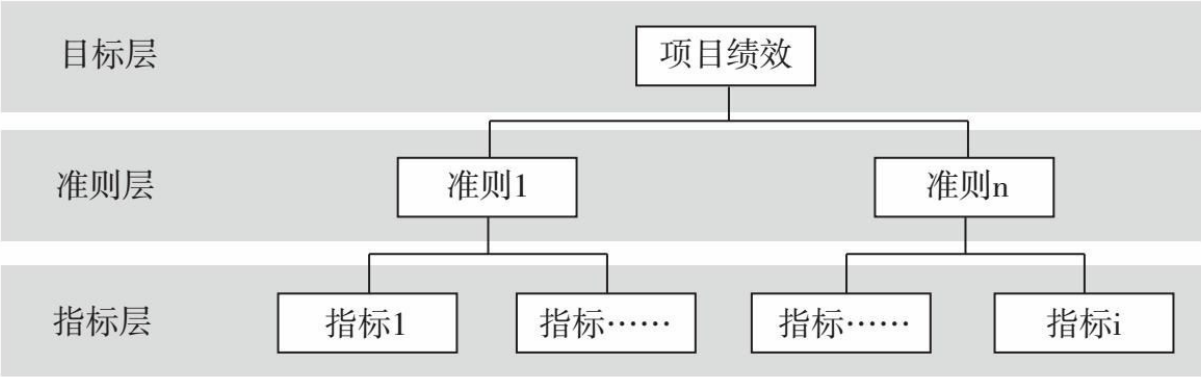 目标层
项目绩效
准则层
准则1
准则n
指标层
指标1
指标……
指标……
指标i